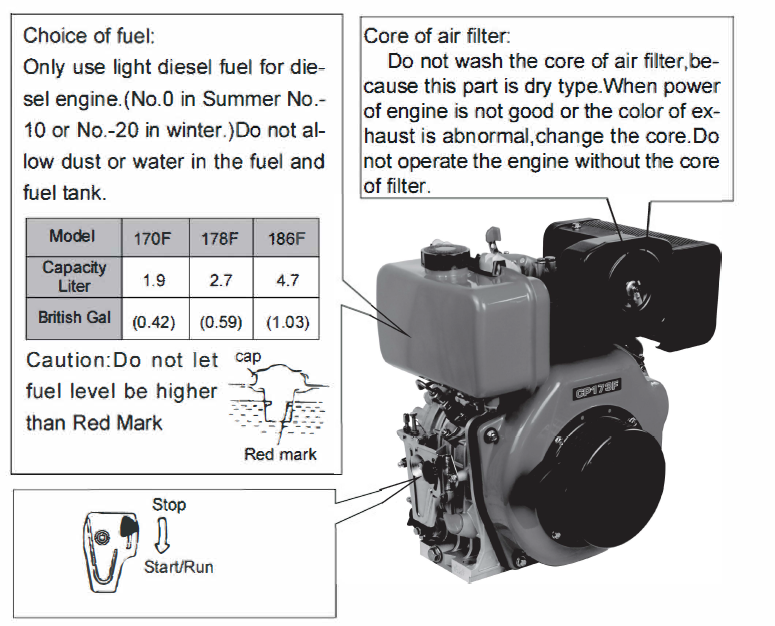 Choice of fuel:
Only use light diesel fuel for die-
sel engine.(No.0 in Summer No.-
10 or No.-20 in winter.)Do not al-
low dust or water in the fuel and
fuel tank.
Model 170F 178F 186F
Capacity
Liter 1.9 2.7 4.7
British Gal (0.42) (0.59) (1.03)
Caution:Do not let
fuel level be higher
than Red Mark
cap
Red mark
Core of air filter:
Do not wash the core of air filter,be-
cause this part is dry type.When power
of engine is not good or the color of ex-
haust is abnormal,change the core.Do
not operate the engine without the core
of filter.
Stop
Start/Run